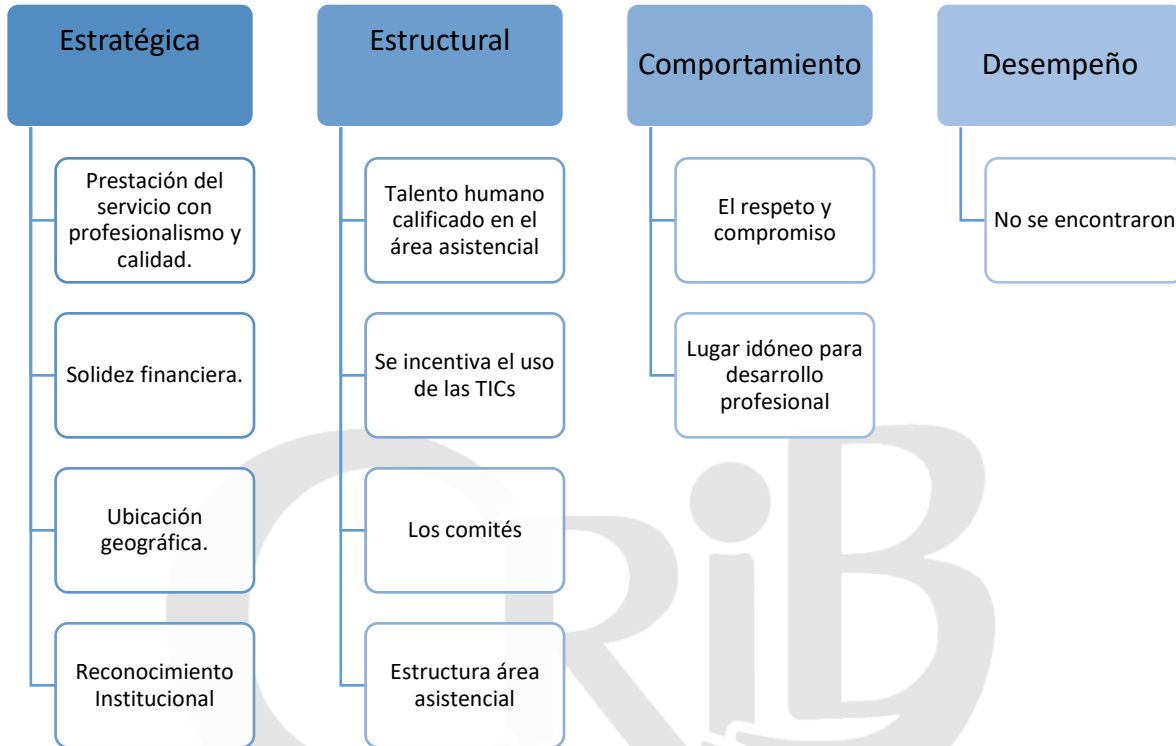 Estratégica
Prestación del
servicio con
profesionalismo y
calidad.
Solidez financiera.
Ubicación
geográfica.
Reconocimiento
Institucional
Estructural
Talento humano
calificado en el
área asistencial
Se incentiva el uso
de las TICs
Los comités
Estructura área
asistencial
Comportamiento
El respeto y
compromiso
Lugar idóneo para
desarrollo
profesional
Desempeño
No se encontraron
CRiB